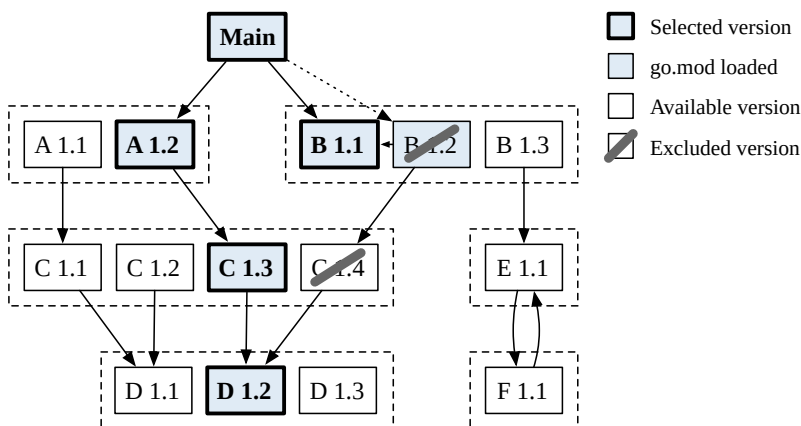 Main
Selected version
go.mod loaded
Available version
Excluded version
A 1.1
A 1.2
B 1.1
B 1.2
B 1.3
C 1.1
C 1.2
C 1.3
C 1.4
E 1.1
D 1.1
D 1.2
D 1.3
F 1.1